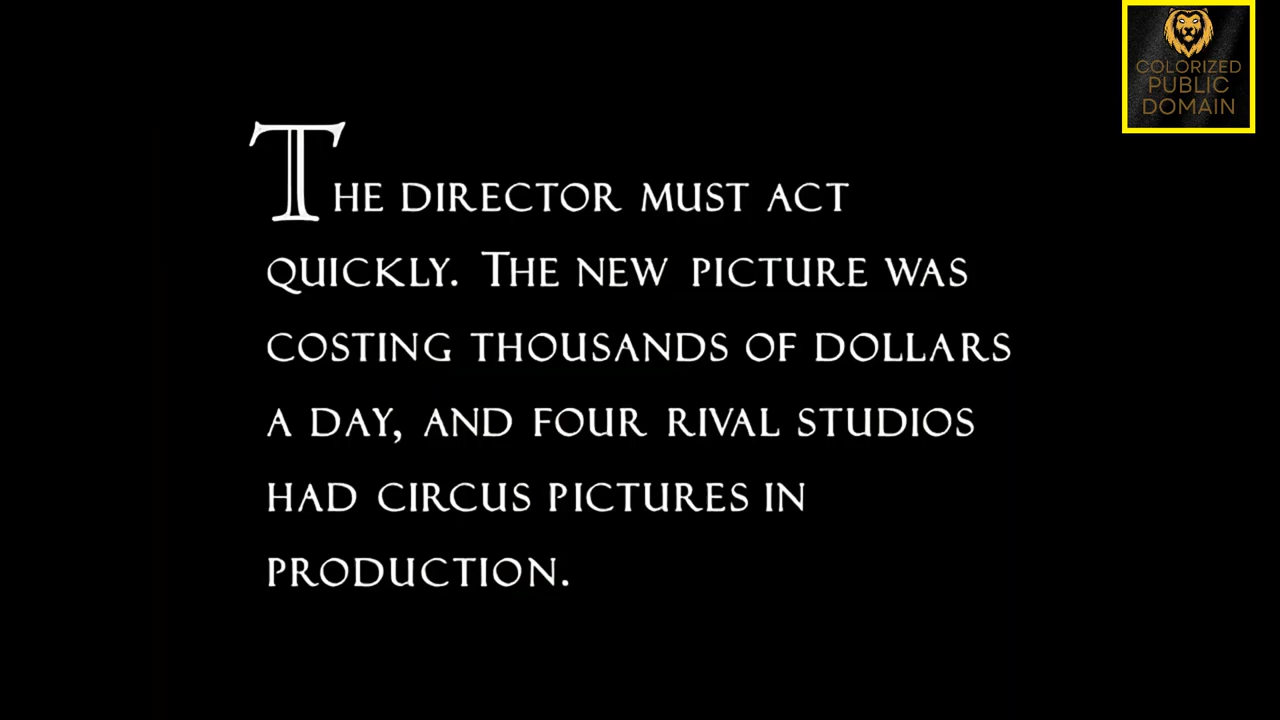 THE DIRECTOR MUST ACT
QUICKLY. THE NEW PICTURE WAS
COSTING THOUSANDS OF DOLLARS
A DAY, AND FOUR RIVAL STUDIOS
HAD CIRCUS PICTURES IN
PRODUCTION.
COLORIZED
PUBLIC
DOMAIN